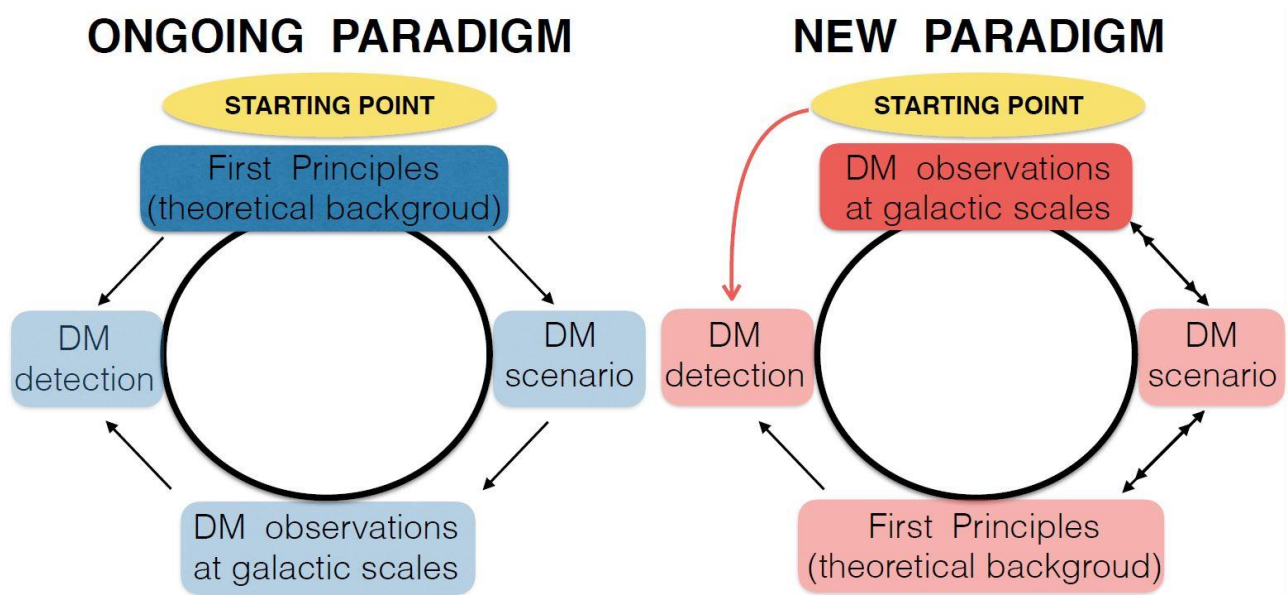 ONGOING PARADIGM
STARTING POINT
First Principles
(theoretical backgroud)
DM
detection
DM
scenario
DM observations
at galactic scales
NEW PARADIGM
STARTING POINT
DM observations
at galactic scales
DM
detection
DM
scenario
First Principles
(theoretical backgroud)